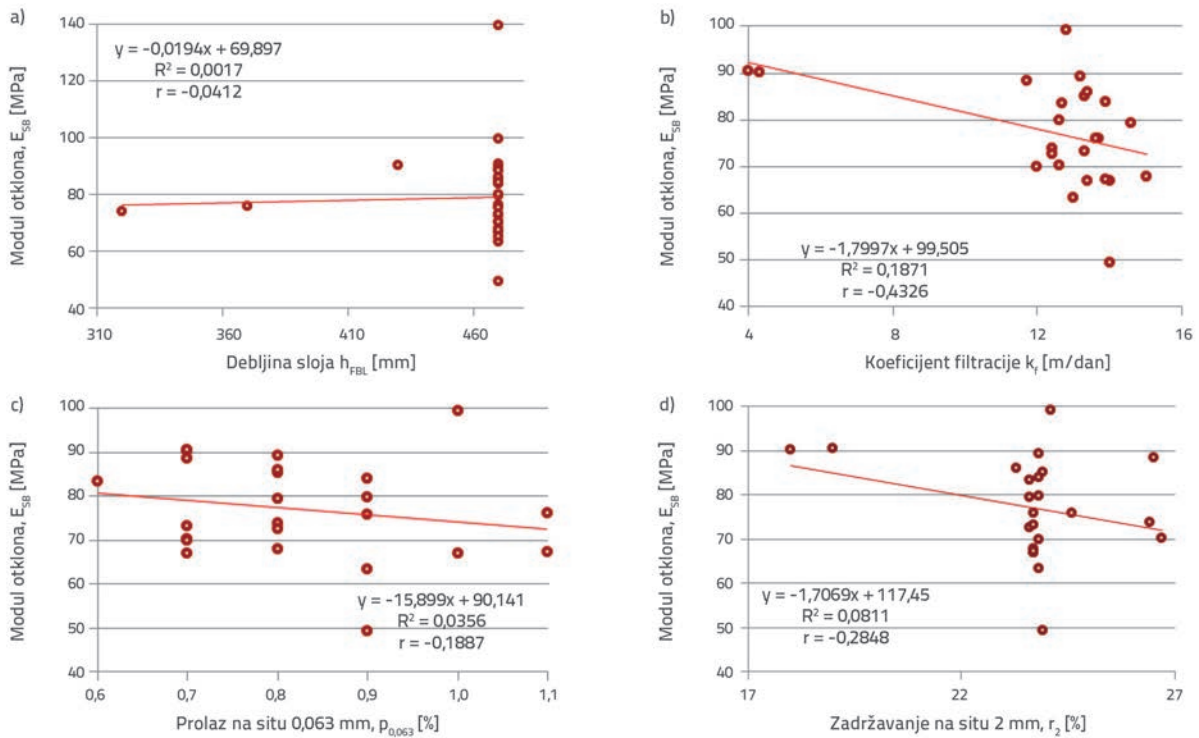 a)
Modul otklona, E_SB [MPa]
140
120
100
80
60
40
y = -0,0194x + 69,897
R² = 0,0017
r = -0,0412
310
360
410
460
Debljina sloja h_FBL [mm]
b)
Modul otklona, E_SB [MPa]
100
90
80
70
60
50
40
y = -1,7997x + 99,505
R² = 0,1871
r = -0,4326
4
8
12
16
Koeficijent filtracije k_f [m/dan]
c)
Modul otklona, E_SB [MPa]
100
90
80
70
60
50
40
y = -15,899x + 90,141
R² = 0,0356
r = -0,1887
0,6
0,7
0,8
0,9
1,0
1,1
Prolaz na situ 0,063 mm, p_0,063 [%]
d)
Modul otklona, E_SB [MPa]
100
90
80
70
60
50
40
y = -1,7069x + 117,45
R² = 0,0811
r = -0,2848
17
22
27
Zadržavanje na situ 2 mm, r₂ [%]